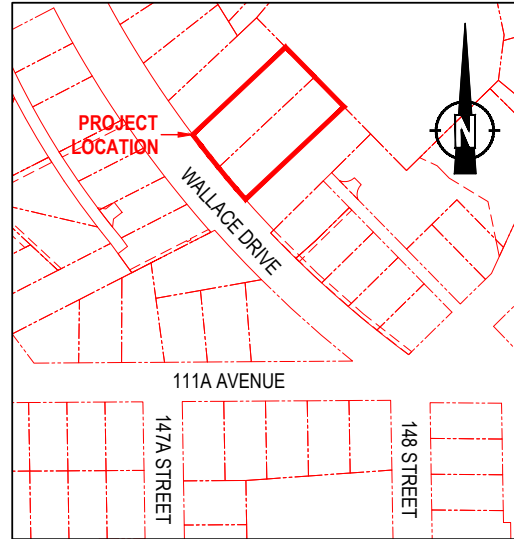 PROJECT
LOCATION
N
WALLACE DRIVE
111A AVENUE
147A STREET
148 STREET